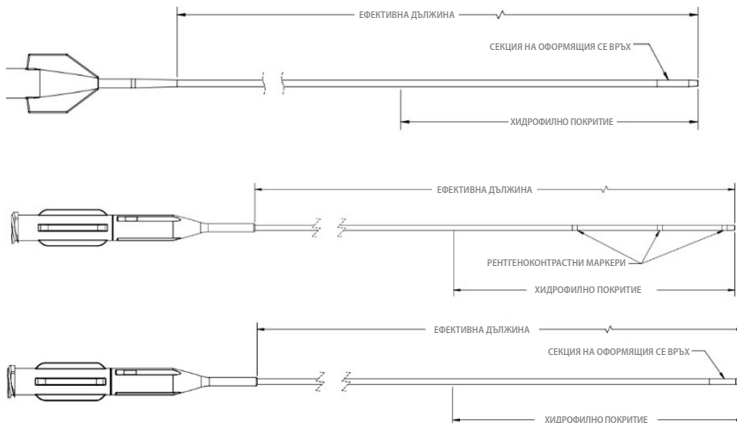 ЕФЕКТИВНА ДЪЛЖИНА
СЕКЦИЯ НА ОФОРМЯЩИЯ СЕ ВРЪХ
ХИДРОФИЛНО ПОКРИТИЕ
ЕФЕКТИВНА ДЪЛЖИНА
РЕНТГЕНОКОНТРАСТНИ МАРКЕРИ
ХИДРОФИЛНО ПОКРИТИЕ
ЕФЕКТИВНА ДЪЛЖИНА
СЕКЦИЯ НА ОФОРМЯЩИЯ СЕ ВРЪХ
ХИДРОФИЛНО ПОКРИТИЕ